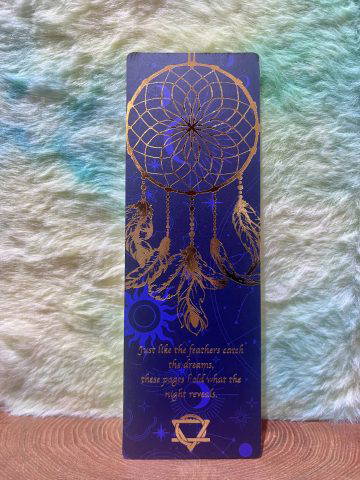 Just like the feathers catch
the dreams,
these pages hold what the
night reveals.